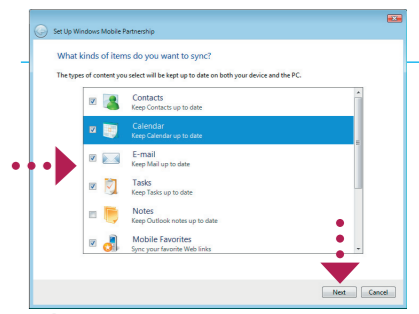 Set Up Windows Mobile Partnership
What kinds of items do you want to sync?
The types of content you select will be kept up to date on both your device and the PC.
Contacts
Keep Contacts up to date
Calendar
Keep Calendar up to date
E-mail
Keep Mail up to date
Tasks
Keep Tasks up to date
Notes
Keep Outlook notes up to date
Mobile Favorites
Sync your favorite Web links
Next Cancel